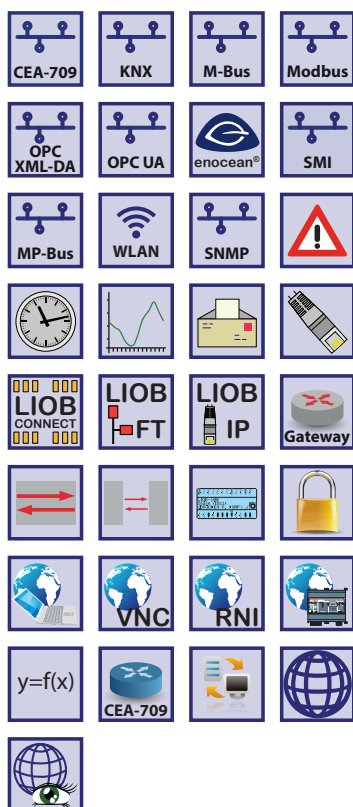 CEA-709
KNX
M-Bus
Modbus
OPC
XML-DA
OPC UA
enocean®
SMI
MP-Bus
WLAN
SNMP
LIOB
CONNECT
LIOB
FT
LIOB
IP
Gateway
VNC
RNI
y=f(x)
CEA-709